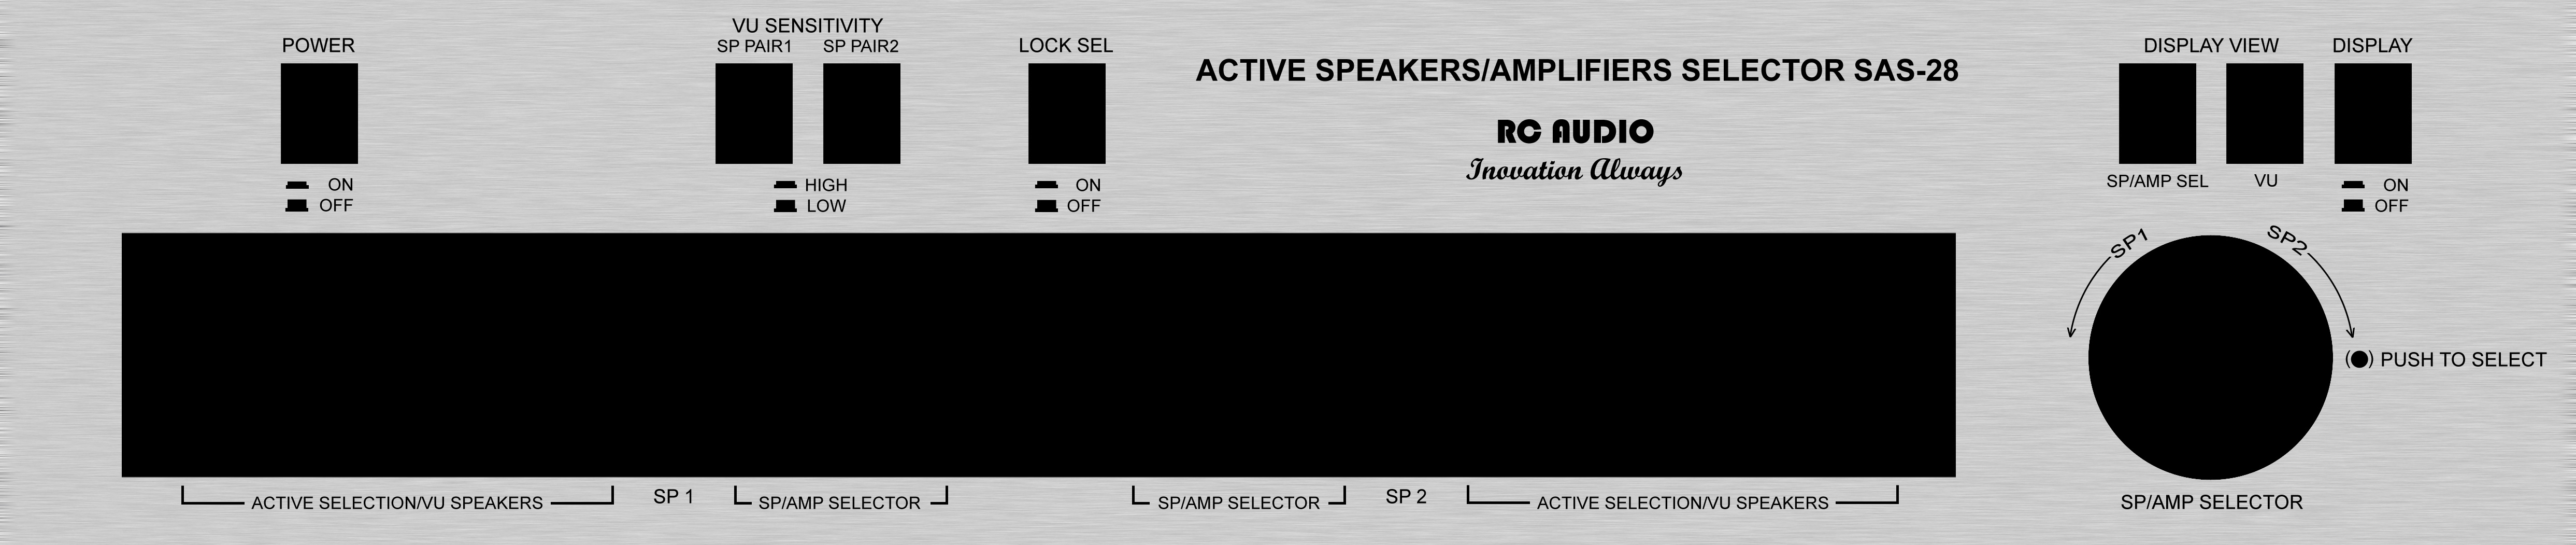 POWER
ON
OFF
VU SENSITIVITY
SP PAIR1 SP PAIR2
HIGH
LOW
LOCK SEL
ON
OFF
ACTIVE SPEAKERS/AMPLIFIERS SELECTOR SAS-28
RC AUDIO
Inovation Always
DISPLAY VIEW
SP/AMP SEL VU
DISPLAY
ON
OFF
SP1 SP2
(●) PUSH TO SELECT
SP/AMP SELECTOR
ACTIVE SELECTION/VU SPEAKERS SP 1 SP/AMP SELECTOR SP/AMP SELECTOR SP 2 ACTIVE SELECTION/VU SPEAKERS